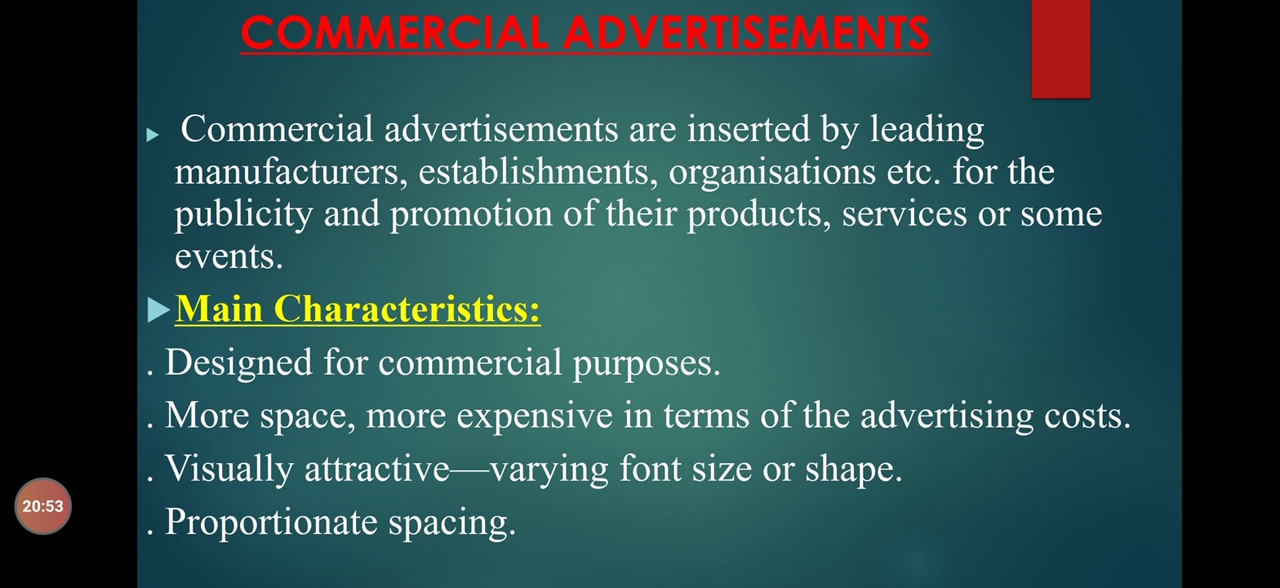 COMMERCIAL ADVERTISEMENTS
Commercial advertisements are inserted by leading
manufacturers, establishments, organisations etc. for the
publicity and promotion of their products, services or some
events.
Main Characteristics:
. Designed for commercial purposes.
. More space, more expensive in terms of the advertising costs.
. Visually attractive—varying font size or shape.
20:53
. Proportionate spacing.